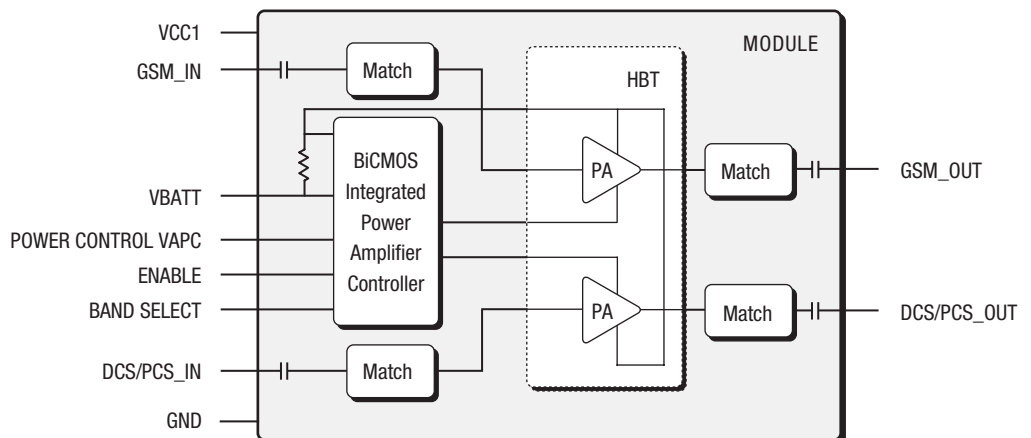 VCC1
GSM_IN
VBATT
POWER CONTROL VAPC
ENABLE
BAND SELECT
DCS/PCS_IN
GND
MODULE
Match
BiCMOS
Integrated
Power
Amplifier
Controller
Match
HBT
PA
PA
Match
Match
GSM_OUT
DCS/PCS_OUT